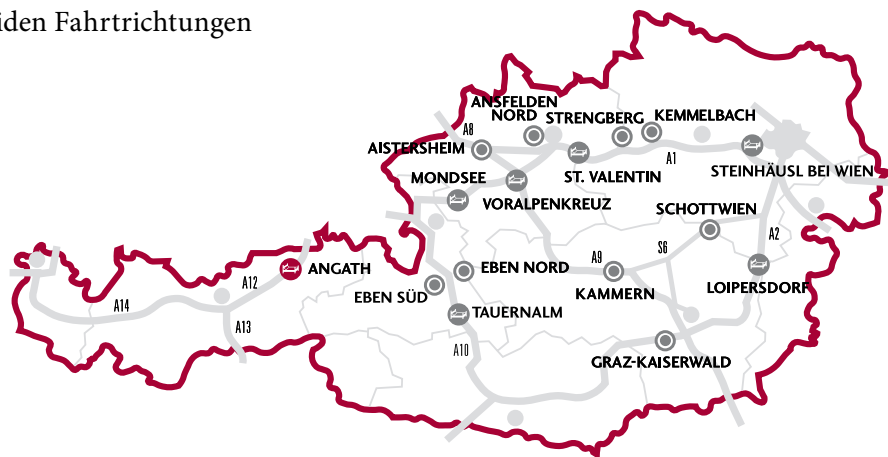 iden Fahrtrichtungen
ANSFELDEN
NORD
STRENGBERG
KEMMELBACH
A8
AISTERSHEIM
A1
MONDSEE
ST. VALENTIN
STEINHÄUSL BEI WIEN
VORALPENKREUZ
SCHOTTWIEN
S6
A2
A9
ANGATH
EBEN NORD
A12
EBEN SÜD
KAMMERN
LOIPERSDORF
A14
TAUERNALM
A13
A10
GRAZ-KAISERWALD